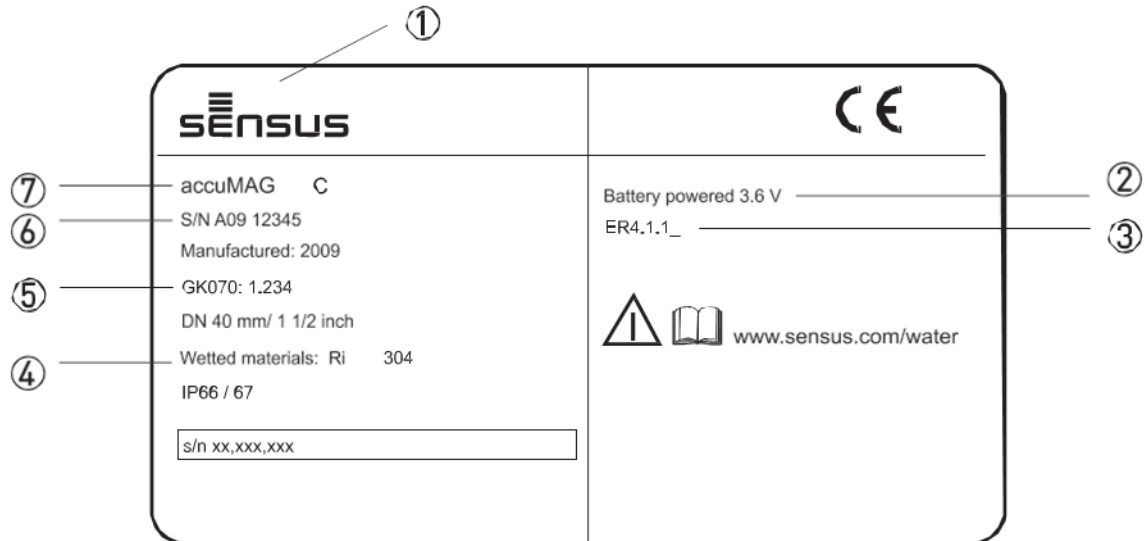 ①
sensus
CE
⑦
accuMAG C
⑥
S/N A09 12345
Manufactured: 2009
⑤
GK070: 1.234
DN 40 mm/ 1 1/2 inch
④
Wetted materials: Ri 304
IP66 / 67
s/n xx,xxx,xxx
Battery powered 3.6 V
②
ER4.1.1_
③
www.sensus.com/water